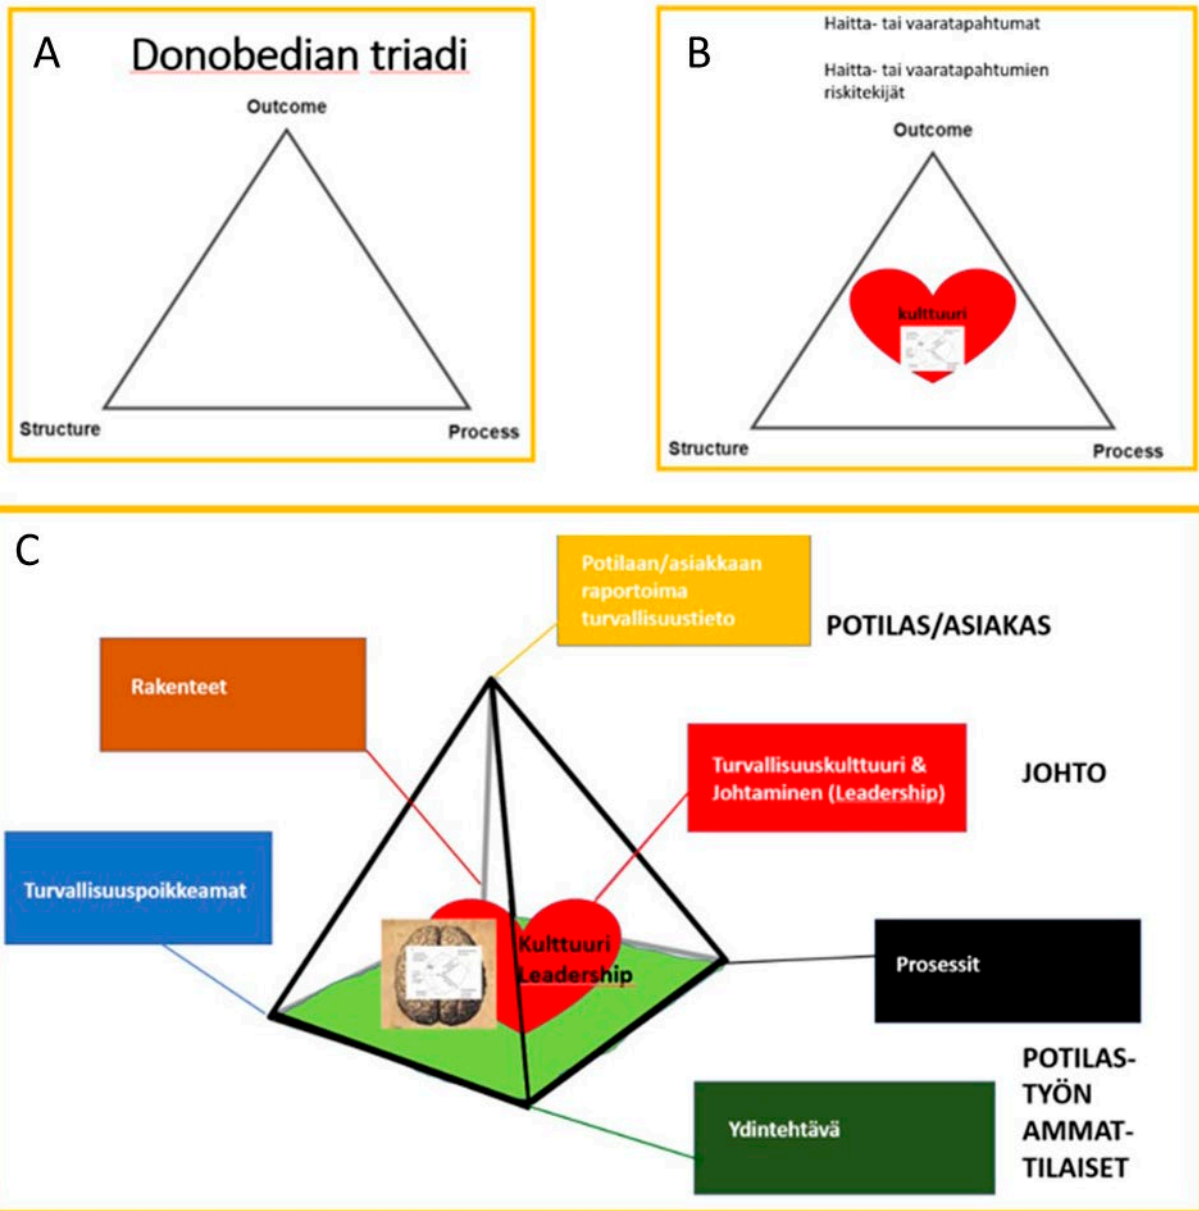 A
Donobedian triadi
Outcome
Structure
Process
B
Haitta- tai vaaratapahtumat
Haitta- tai vaaratapahtumien
riskitekijät
Outcome
kulttuuri
Structure
Process
C
Potilaan/asiakkaan
raportoima
turvallisuustieto
POTILAS/ASIAKAS
Rakenteet
Turvallisuuskulttuuri &
Johtaminen (Leadership)
JOHTO
Turvallisuuspoikkeamat
Kulttuuri
Leadership
Prosessit
POTILAS-
TYÖN
AMMAT-
TILAISET
Ydintehtävä